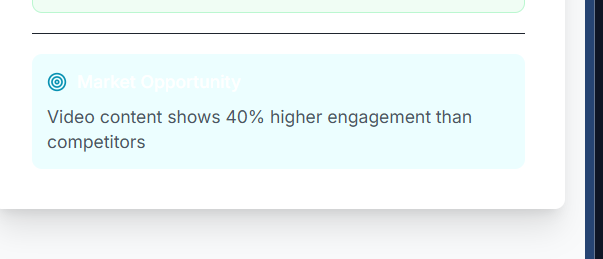 Market Opportunity
Video content shows 40% higher engagement than
competitors